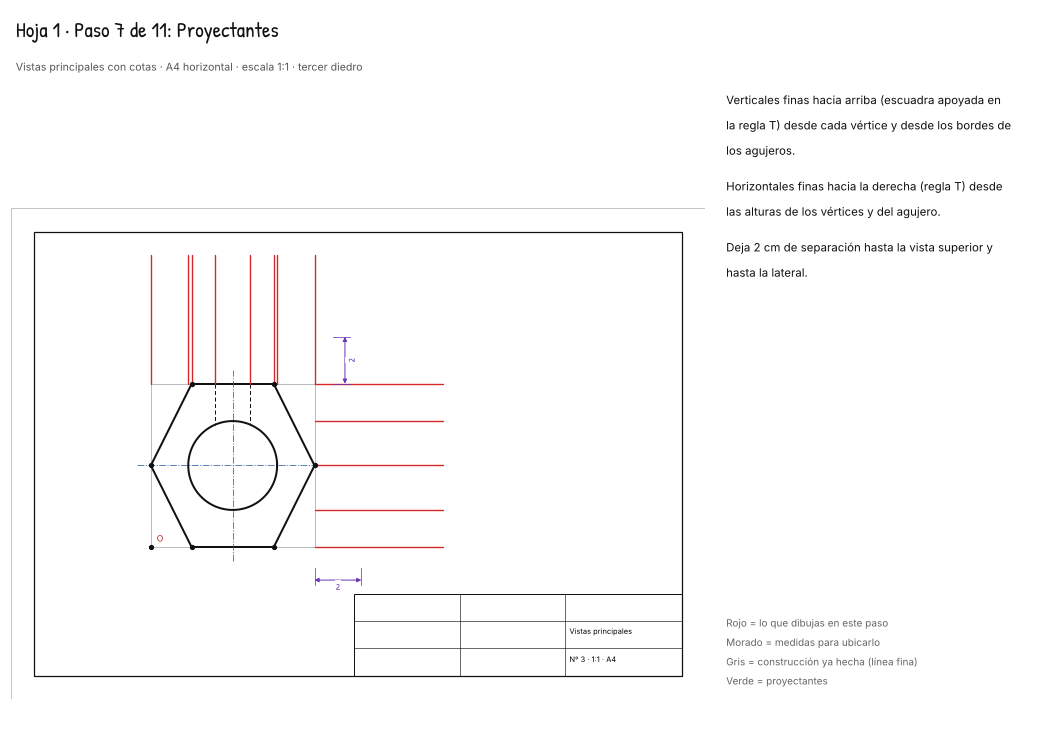 Hoja 1 · Paso 7 de 11: Proyectantes
Vistas principales con cotas · A4 horizontal · escala 1:1 · tercer diedro
Verticales finas hacia arriba (escuadra apoyada en
la regla T) desde cada vértice y desde los bordes de
los agujeros.
Horizontales finas hacia la derecha (regla T) desde
las alturas de los vértices y del agujero.
Deja 2 cm de separación hasta la vista superior y
hasta la lateral.
2
O
2
Vistas principales
Nº 3 · 1:1 · A4
Rojo = lo que dibujas en este paso
Morado = medidas para ubicarlo
Gris = construcción ya hecha (línea fina)
Verde = proyectantes